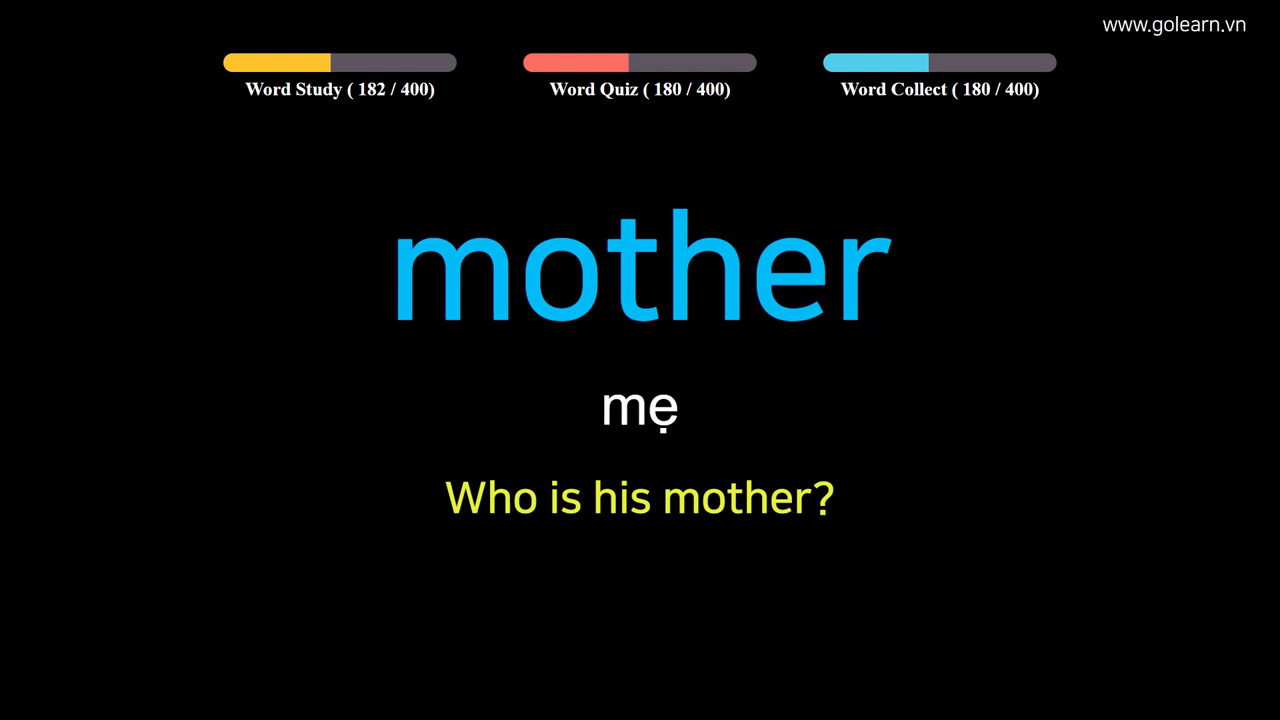 www.golearn.vn
Word Study ( 182 / 400)
Word Quiz ( 180 / 400)
Word Collect ( 180 / 400)
mother
mẹ
Who is his mother?